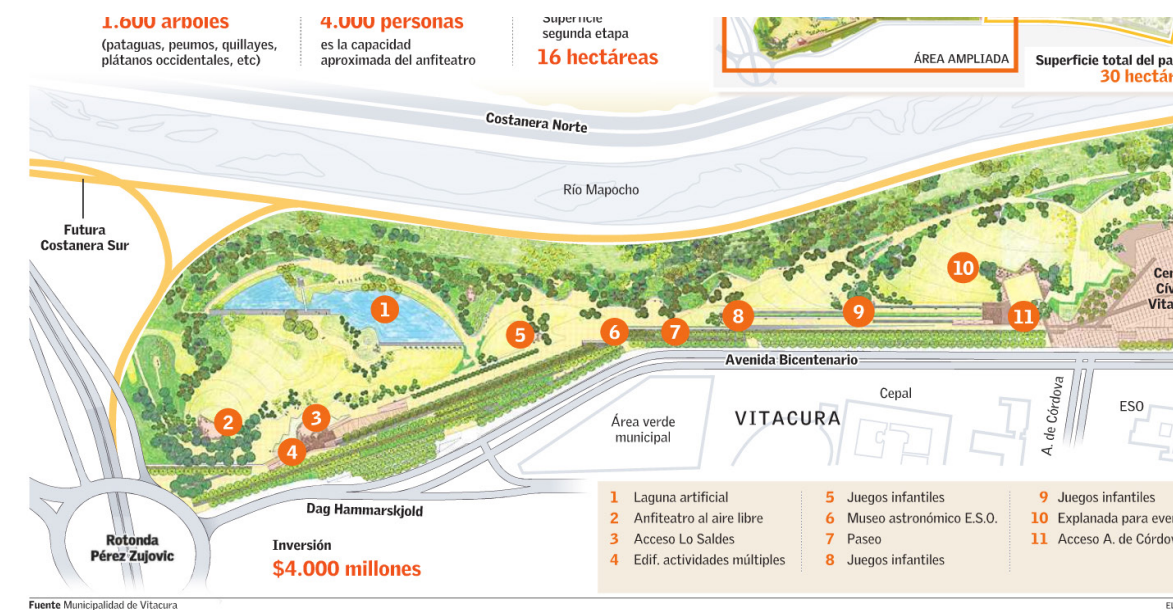 1.600 árboles
(pataguas, peumos, quillayes,
plátanos occidentales, etc)
4.000 personas
es la capacidad
aproximada del anfiteatro
Superficie
segunda etapa
16 hectáreas
ÁREA AMPLIADA
Superficie total del pa
30 hectár
Costanera Norte
Río Mapocho
Futura
Costanera Sur
Cen
Cív
Vita
1
2
3
4
5
6
7
8
9
10
11
Avenida Bicentenario
Área verde
municipal
VITACURA
Cepal
A. de Córdova
ESO
Dag Hammarskjold
Rotonda
Pérez Zujovic
Inversión
$4.000 millones
1 Laguna artificial
2 Anfiteatro al aire libre
3 Acceso Lo Saldes
4 Edif. actividades múltiples
5 Juegos infantiles
6 Museo astronómico E.S.O.
7 Paseo
8 Juegos infantiles
9 Juegos infantiles
10 Explanada para even
11 Acceso A. de Córdov
Fuente Municipalidad de Vitacura